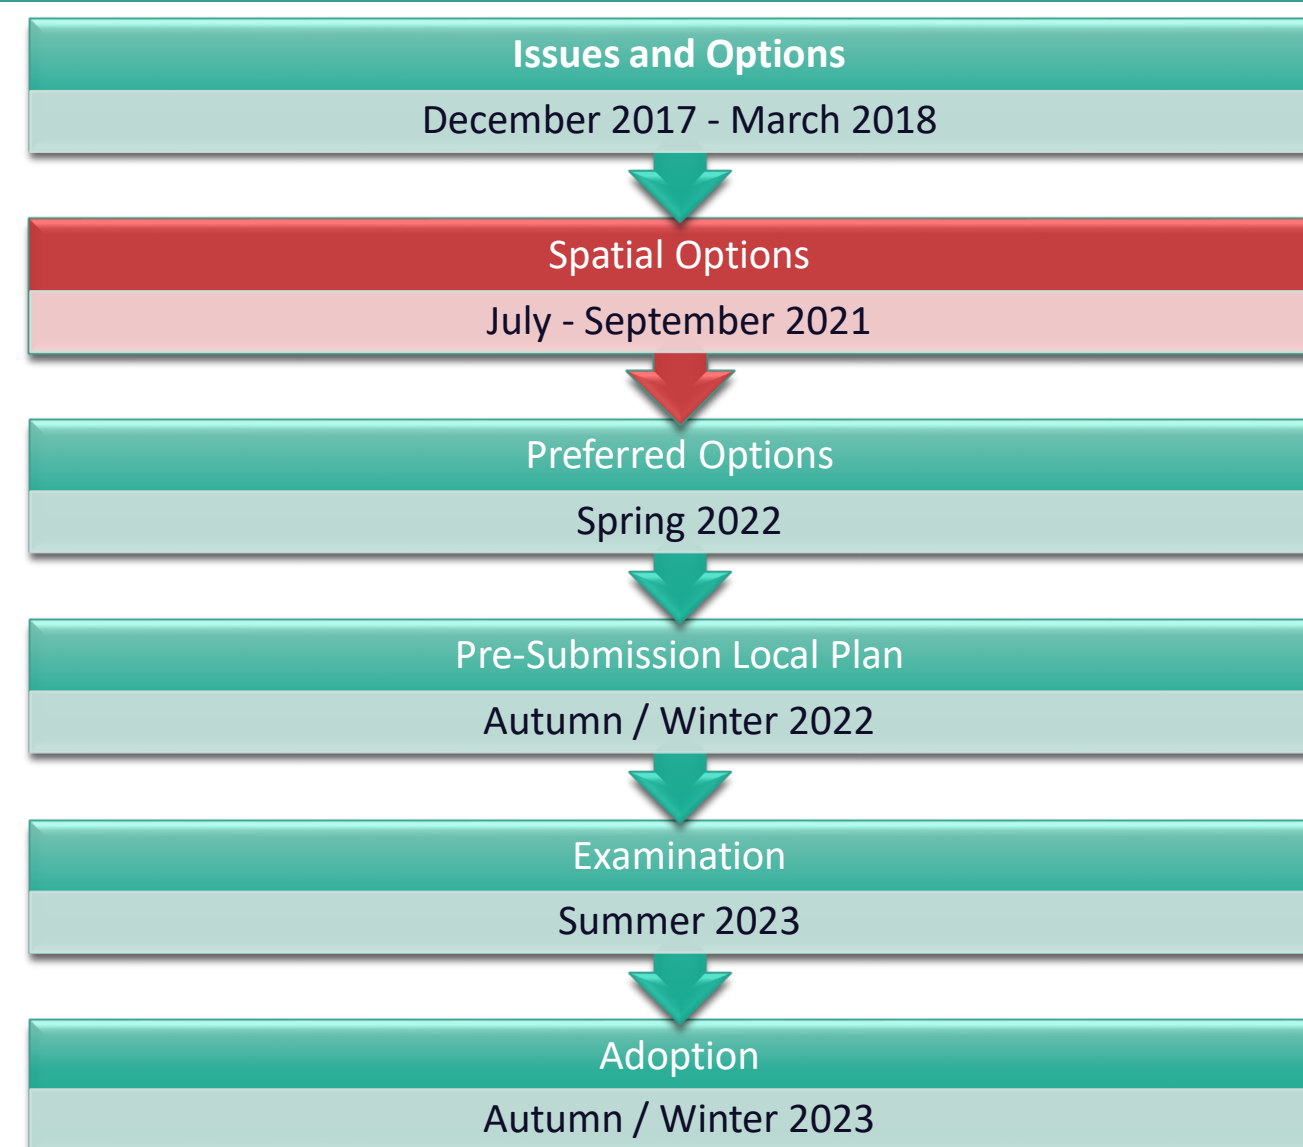 Issues and Options
December 2017 - March 2018
Spatial Options
July - September 2021
Preferred Options
Spring 2022
Pre-Submission Local Plan
Autumn / Winter 2022
Examination
Summer 2023
Adoption
Autumn / Winter 2023